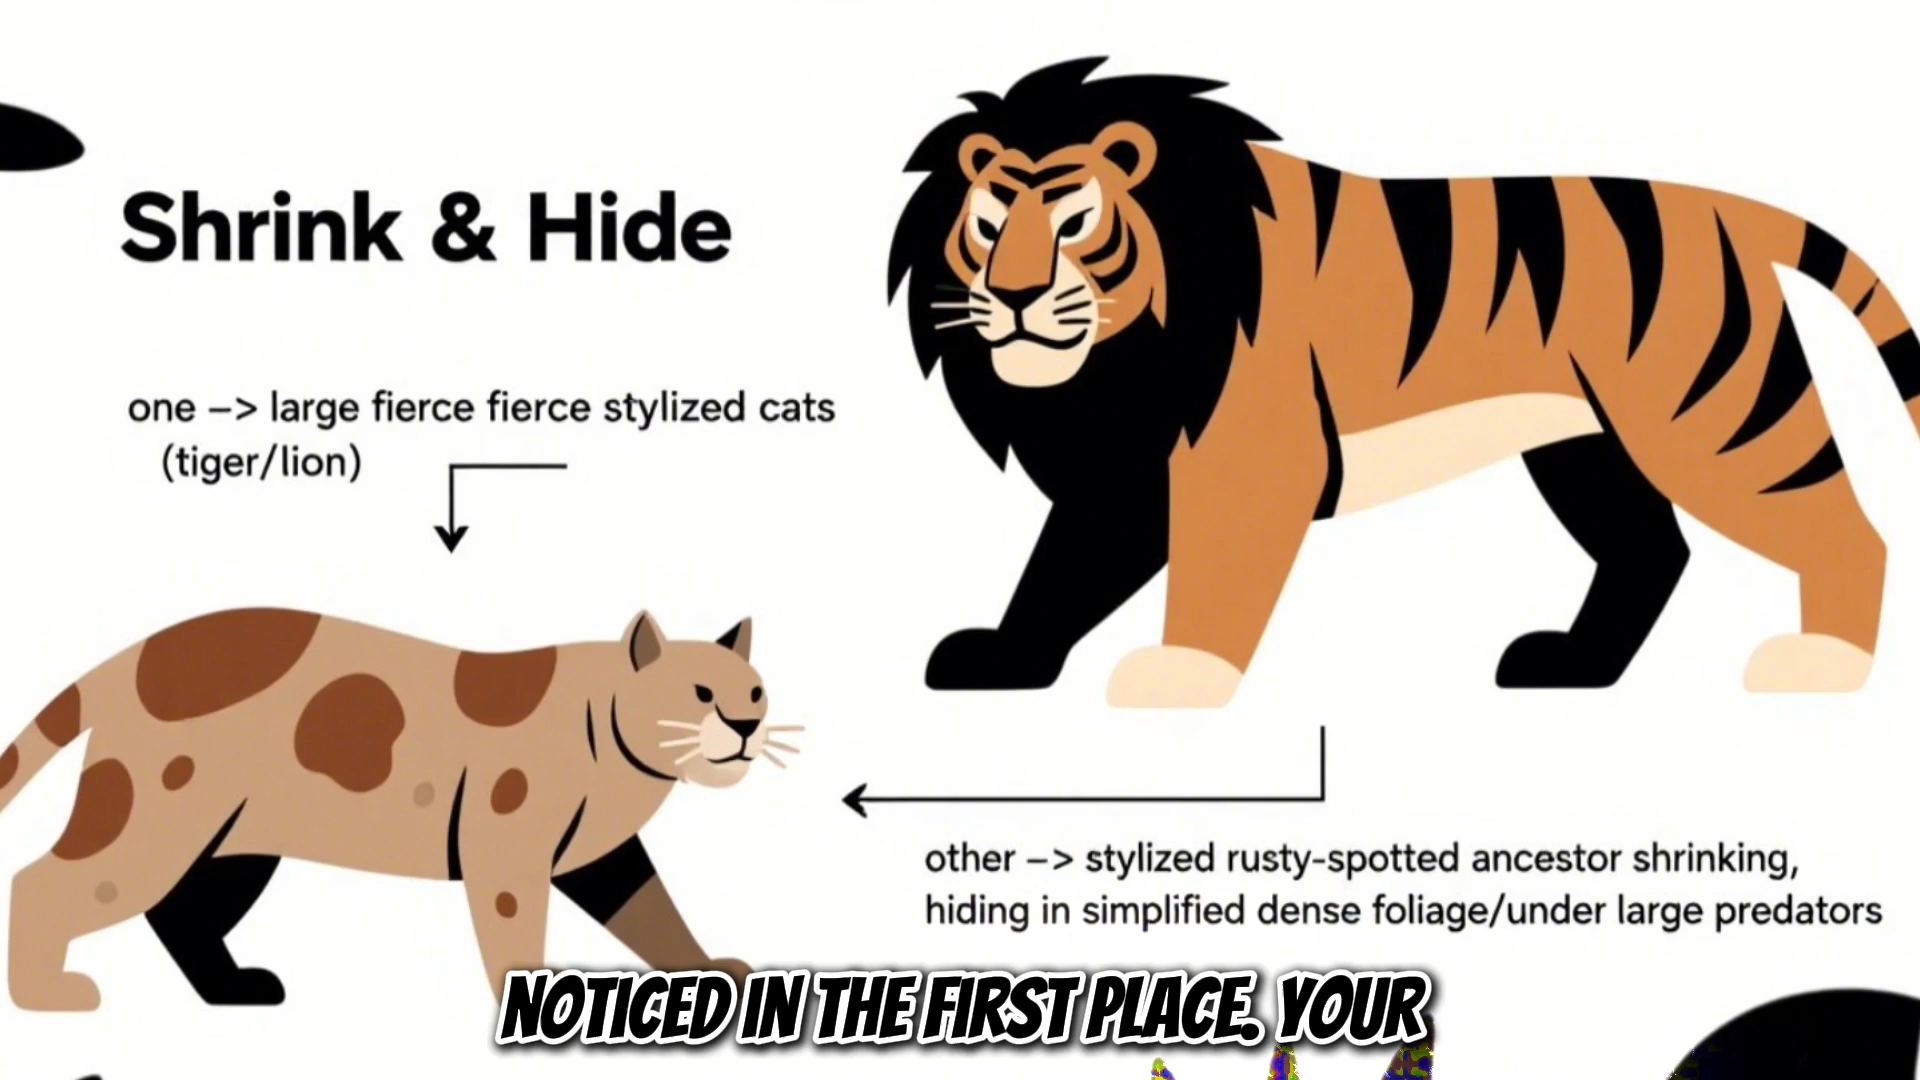 Shrink & Hide
one –> large fierce fierce stylized cats
(tiger/lion)
other –> stylized rusty-spotted ancestor shrinking,
hiding in simplified dense foliage/under large predators
NOTICED IN THE FIRST PLACE. YOUR